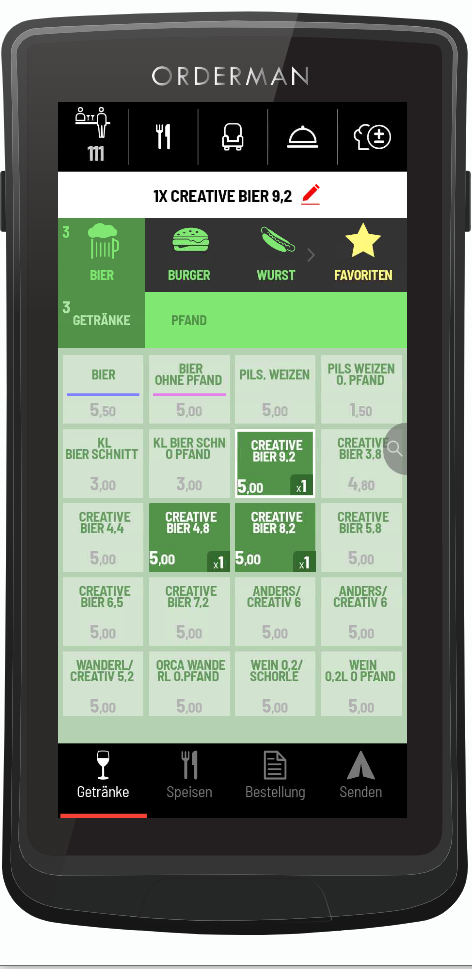 ORDERMAN
111
1X CREATIVE BIER 9,2
3
BIER
BURGER
WURST
FAVORITEN
3
GETRÄNKE
PFAND
BIER
5,50
BIER
OHNE PFAND
5,00
PILS, WEIZEN
5,00
PILS WEIZEN
O. PFAND
1,50
KL
BIER SCHNITT
3,00
KL BIER SCHN
O PFAND
3,00
CREATIVE
BIER 9,2
5,00
x1
CREATIVE
BIER 3,8
4,80
CREATIVE
BIER 4,4
5,00
CREATIVE
BIER 4,8
5,00
x1
CREATIVE
BIER 8,2
5,00
x1
CREATIVE
BIER 5,8
5,00
CREATIVE
BIER 6,5
5,00
CREATIVE
BIER 7,2
5,00
ANDERS/
CREATIV 6
5,00
ANDERS/
CREATIV 6
5,00
WANDERL/
CREATIV 5,2
5,00
ORCA WANDE
RL O.PFAND
5,00
WEIN 0,2/
SCHORLE
5,00
WEIN
0,2L O PFAND
5,00
Getränke
Speisen
Bestellung
Senden